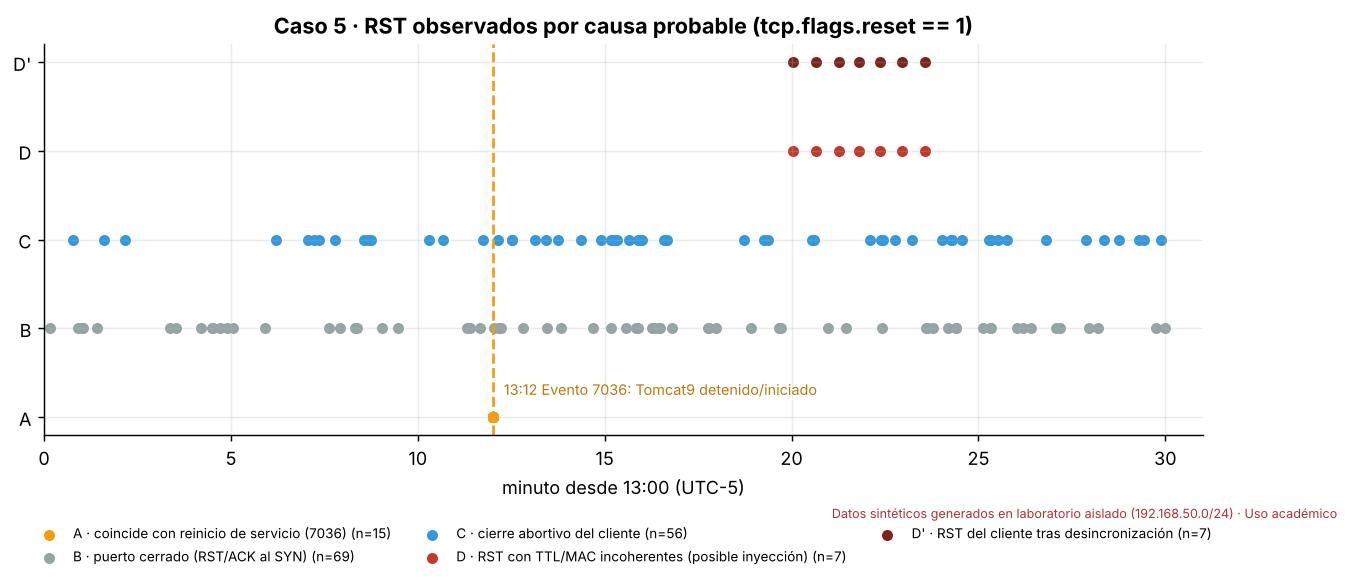 Caso 5 · RST observados por causa probable (tcp.flags.reset == 1)
D'
D
C
B
13:12 Evento 7036: Tomcat9 detenido/iniciado
A
0 5 10 15 20 25 30
minuto desde 13:00 (UTC-5)
Datos sintéticos generados en laboratorio aislado (192.168.50.0/24) · Uso académico
A · coincide con reinicio de servicio (7036) (n=15)
B · puerto cerrado (RST/ACK al SYN) (n=69)
C · cierre abortivo del cliente (n=56)
D · RST con TTL/MAC incoherentes (posible inyección) (n=7)
D' · RST del cliente tras desincronización (n=7)